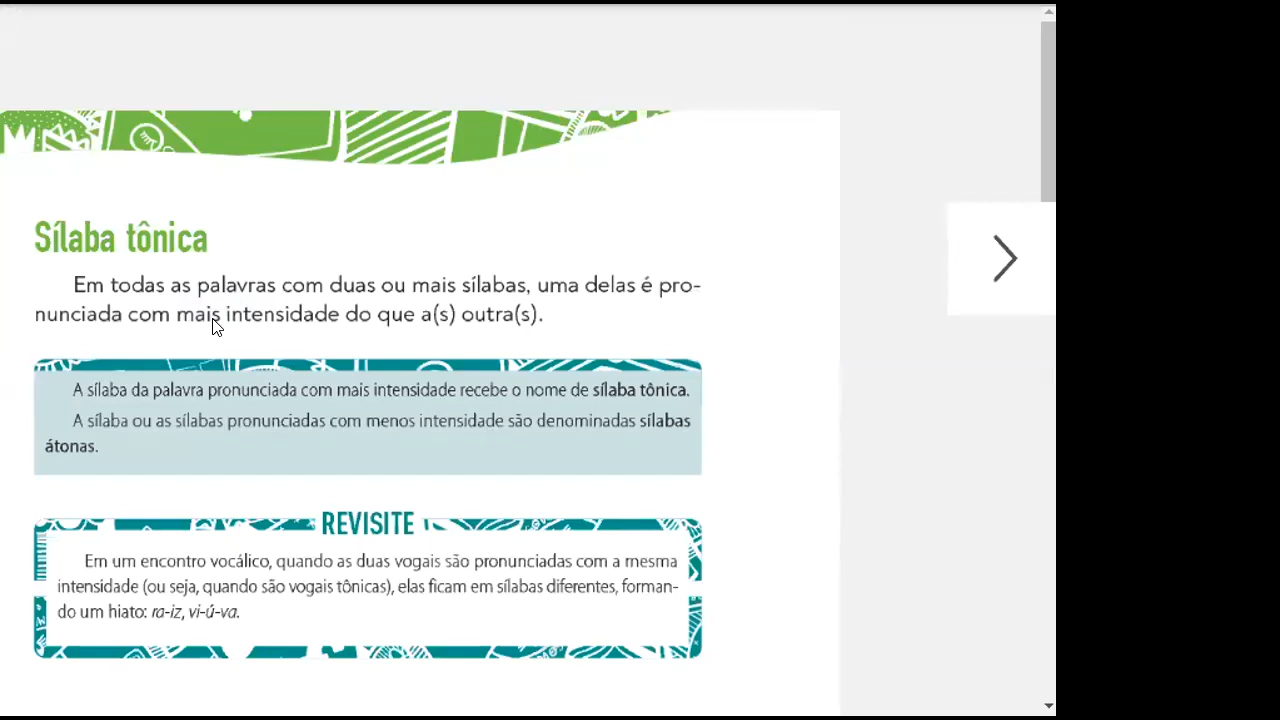 Sílaba tônica
Em todas as palavras com duas ou mais sílabas, uma delas é pro-
nunciada com mais intensidade do que a(s) outra(s).
A sílaba da palavra pronunciada com mais intensidade recebe o nome de sílaba tônica.
A sílaba ou as sílabas pronunciadas com menos intensidade são denominadas sílabas
átonas.
REVISITE
Em um encontro vocálico, quando as duas vogais são pronunciadas com a mesma
intensidade (ou seja, quando são vogais tônicas), elas ficam em sílabas diferentes, forman-
do um hiato: ra-iz, vi-ú-va.